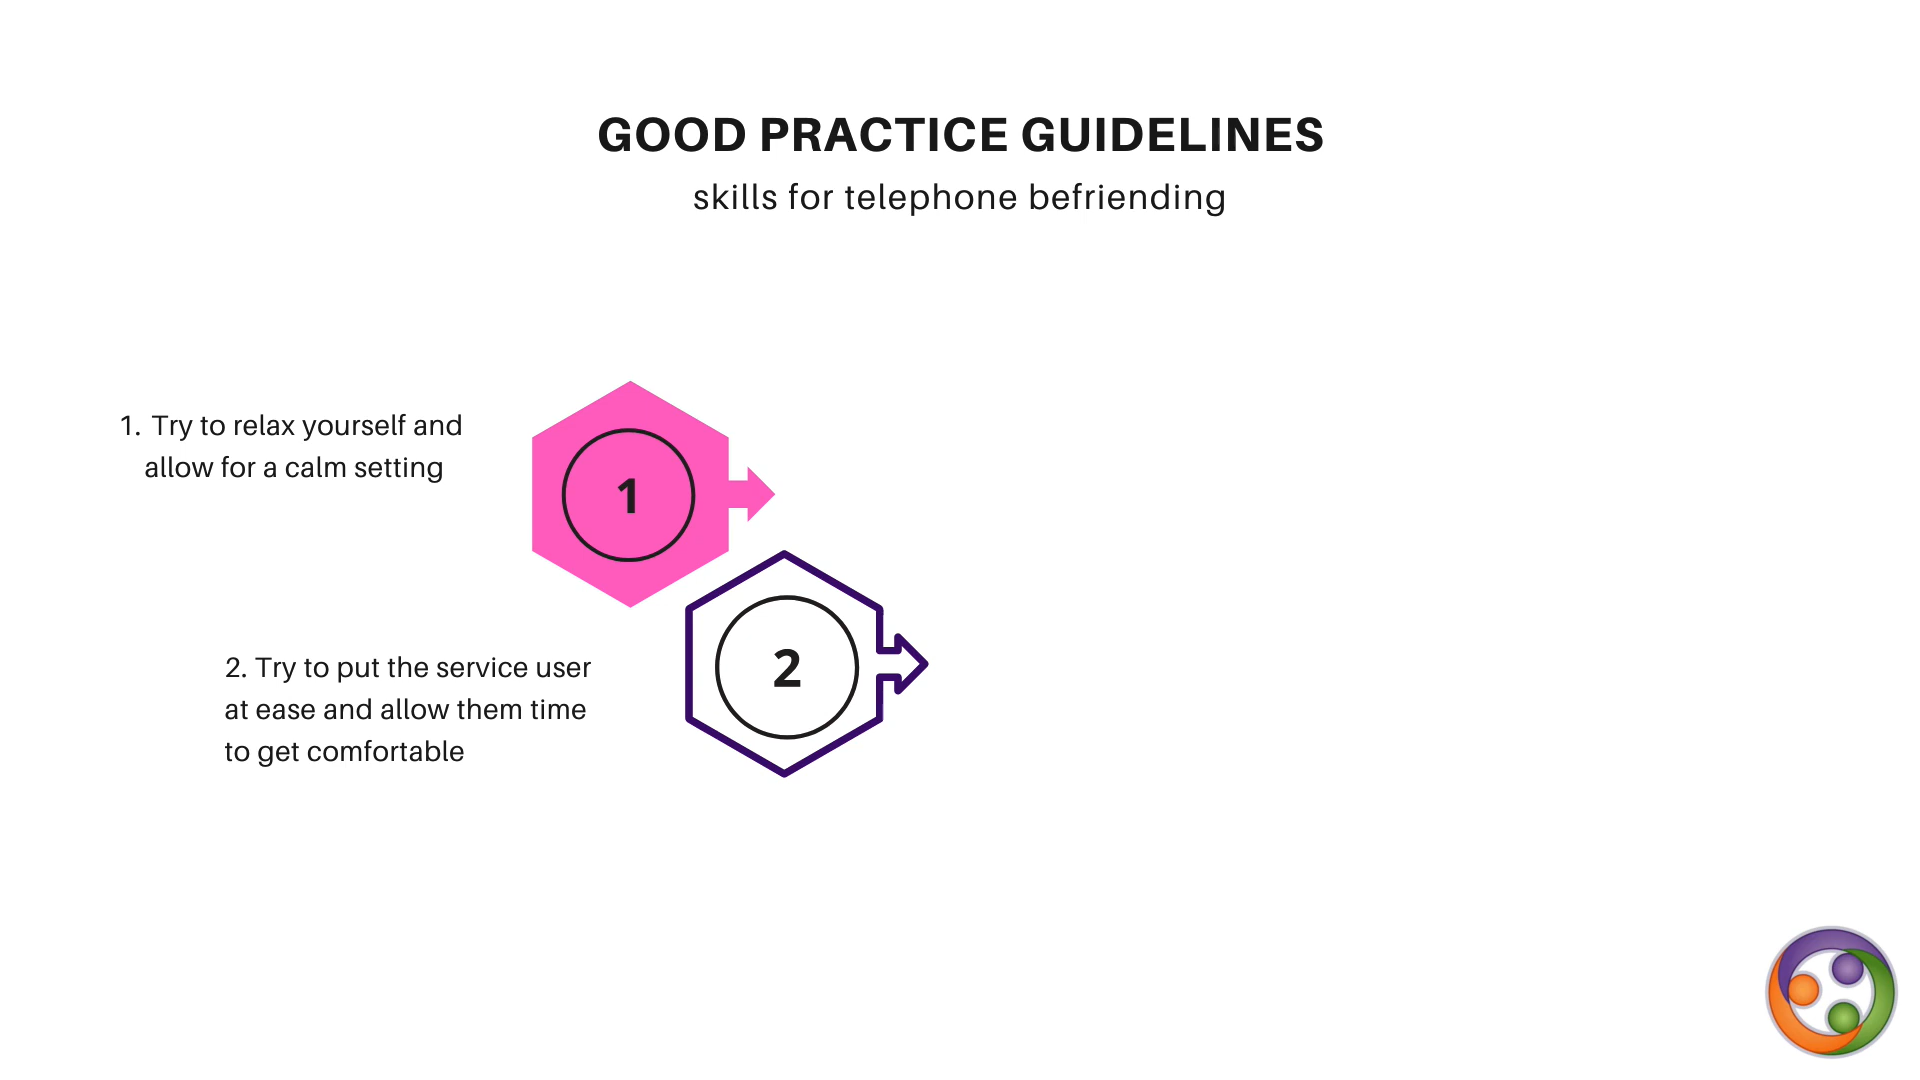 GOOD PRACTICE GUIDELINES
skills for telephone befriending
1. Try to relax yourself and
allow for a calm setting
1
2
2. Try to put the service user
at ease and allow them time
to get comfortable